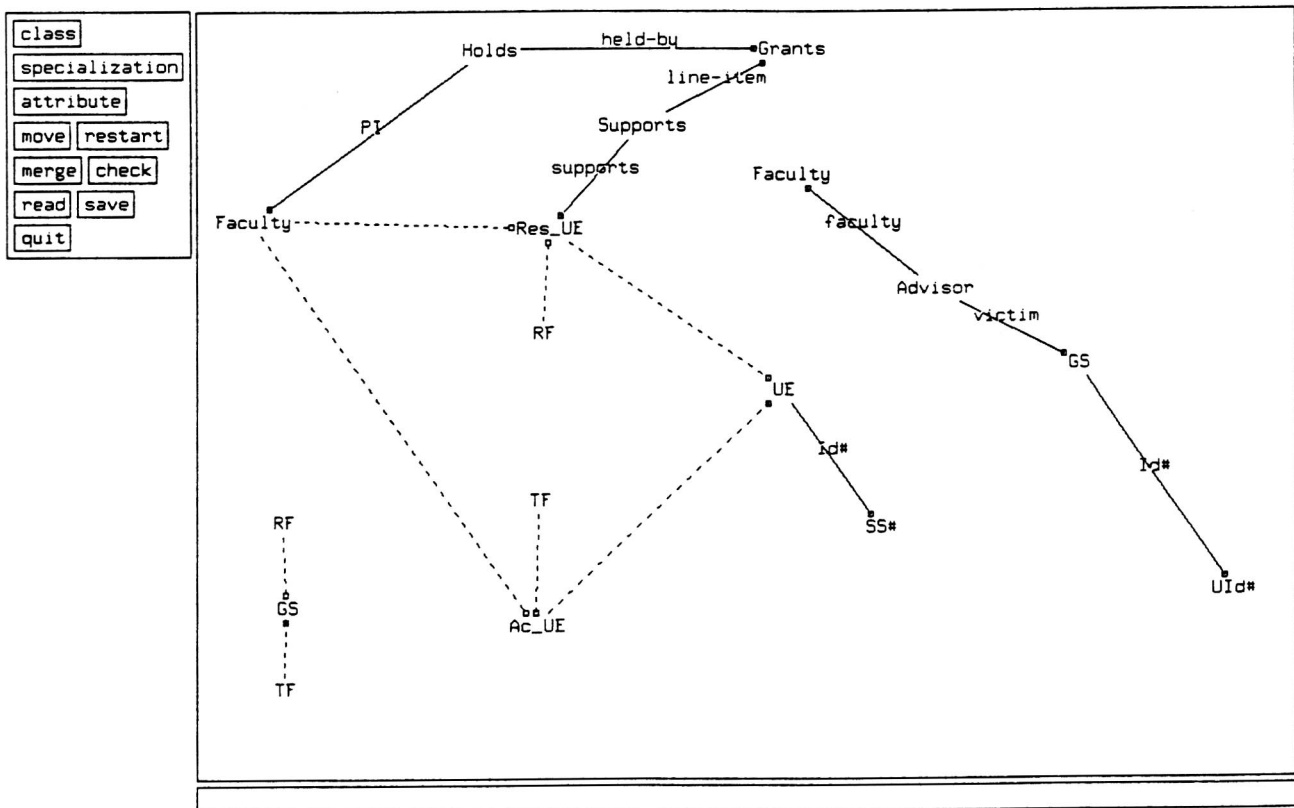 class
specialization
attribute
move restart
merge check
read save
quit
Holds held-by Grants
line-item
PI
Supports
supports
Faculty
Faculty
Res_UE
faculty
Advisor
victim
RF
GS
UE
id#
Id#
TF
SS#
RF
UId#
GS
Ac_UE
TF